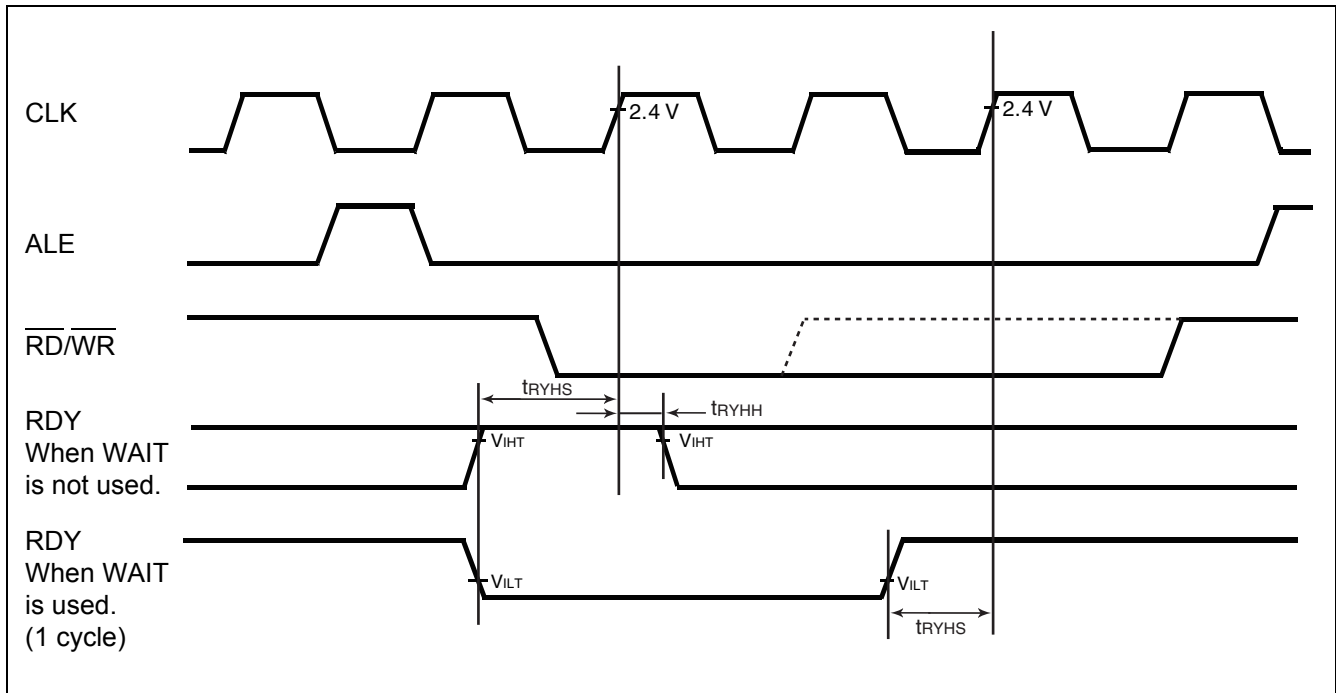 CLK
2.4 V
2.4 V
ALE
RD/WR
tRYHS
tRYHH
RDY
When WAIT
is not used.
VIHT
VIHT
RDY
When WAIT
is used.
(1 cycle)
VILT
VILT
tRYHS